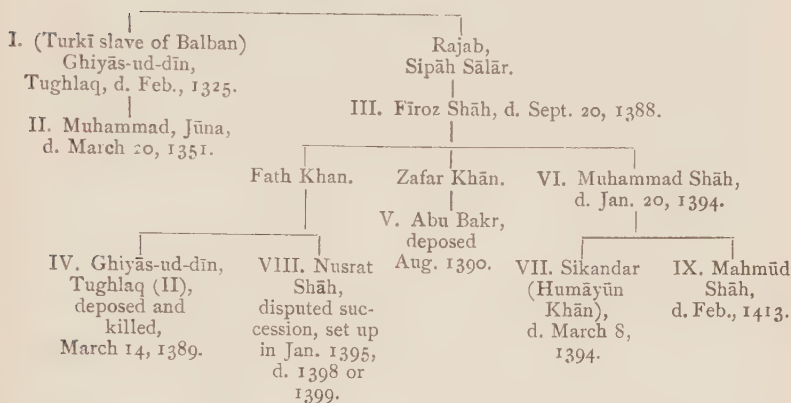 I. (Turkī slave of Balban)
Ghiyās-ud-dīn,
Tughlaq, d. Feb., 1325.
Rajab,
Sipāh Sālār.
II. Muhammad, Jūna,
d. March 20, 1351.
III. Fīroz Shāh, d. Sept. 20, 1388.
Fath Khan.
Zafar Khān.
VI. Muhammad Shāh,
d. Jan. 20, 1394.
V. Abu Bakr,
deposed
Aug. 1390.
IV. Ghiyās-ud-dīn,
Tughlaq (II),
deposed and
killed,
March 14, 1389.
VIII. Nusrat
Shāh,
disputed suc-
cession, set up
in Jan. 1395,
d. 1398 or
1399.
VII. Sikandar
(Humāyūn
Khān),
d. March 8,
1394.
IX. Mahmūd
Shāh,
d. Feb., 1413.